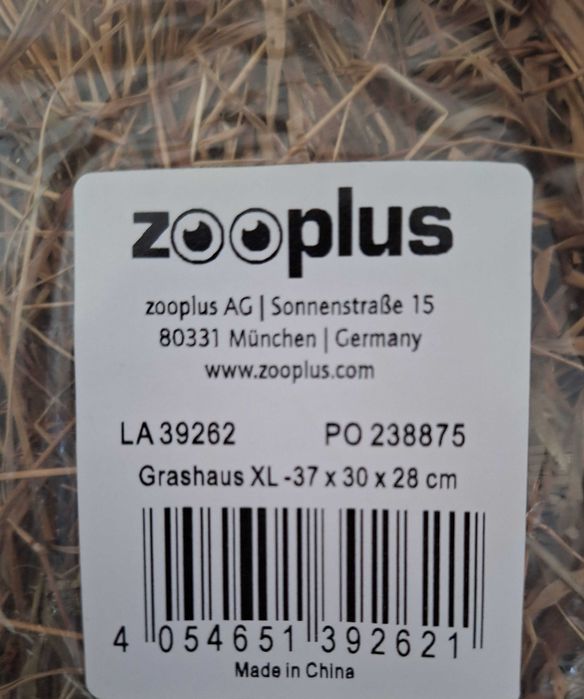 zooplus
zooplus AG | Sonnenstraße 15
80331 München | Germany
www.zooplus.com
LA 39262 PO 238875
Grashaus XL -37 x 30 x 28 cm
4 054651 392621
Made in China